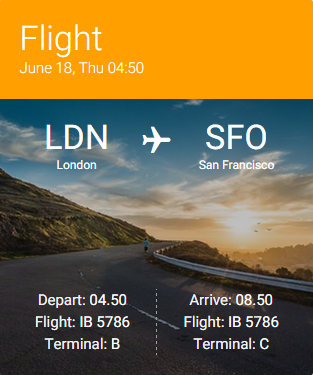 Flight
June 18, Thu 04:50
LDN
SFO
London
San Francisco
Depart: 04.50
Arrive: 08.50
Flight: IB 5786
Flight: IB 5786
Terminal: B
Terminal: C